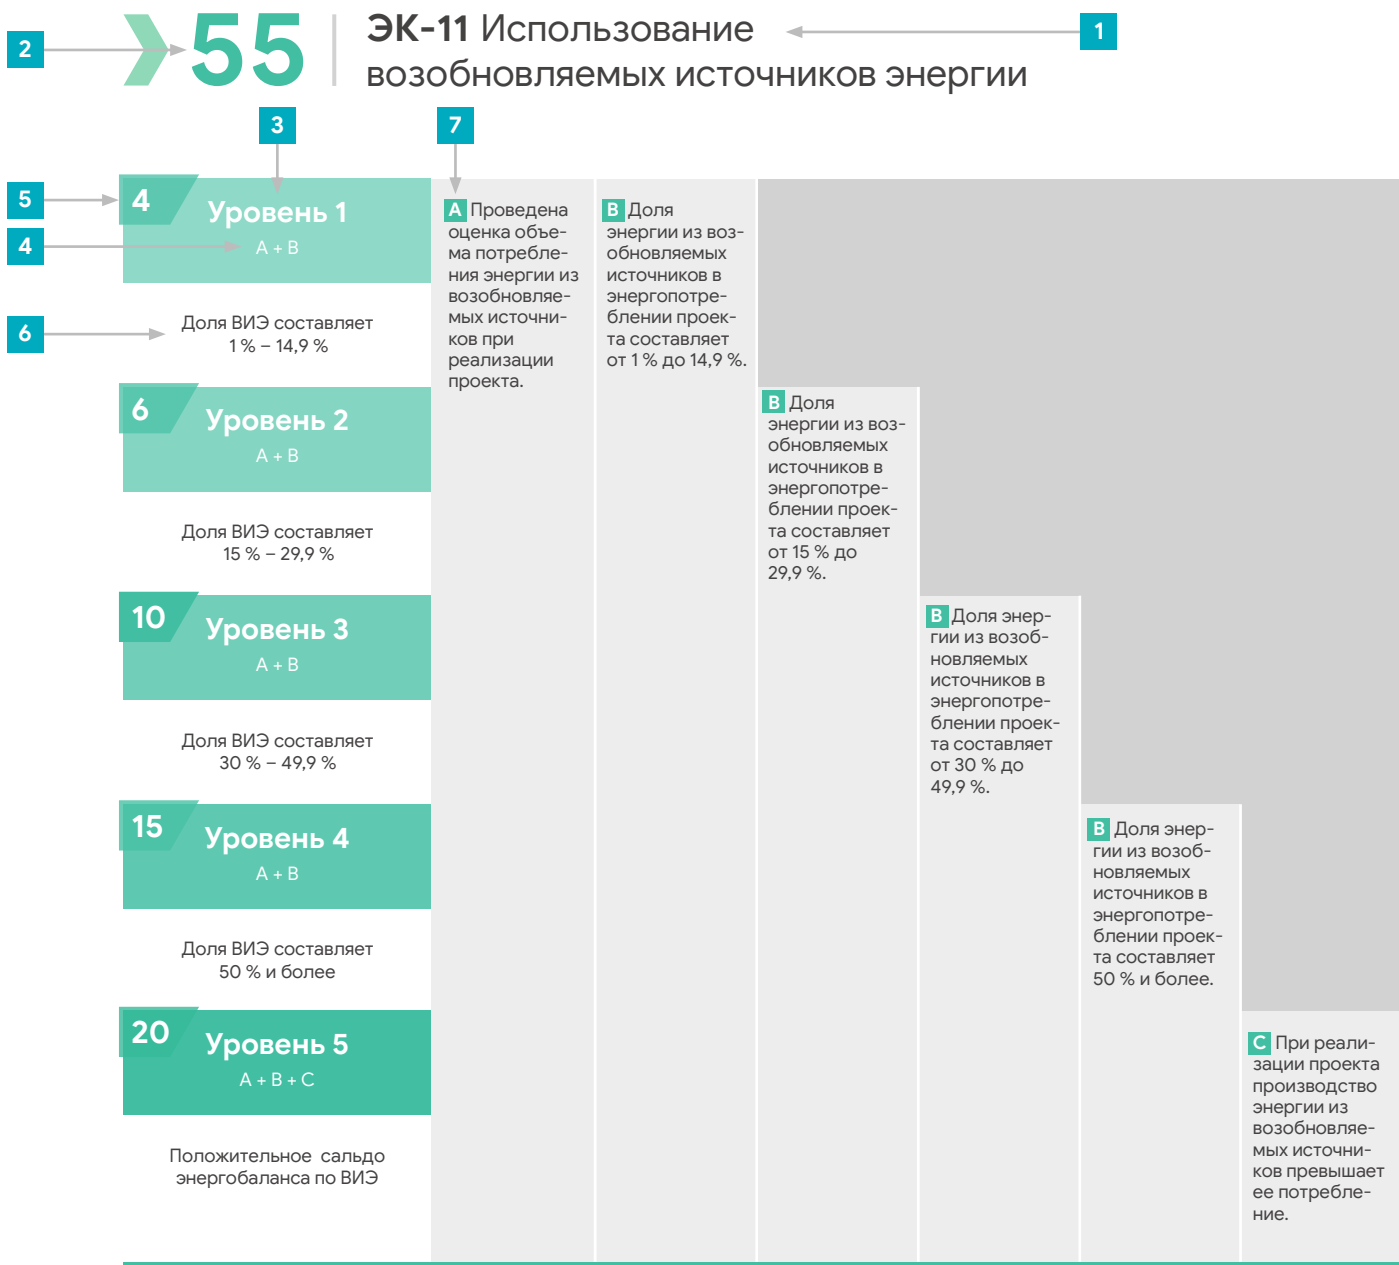 2
55
ЭК-11 Использование
возобновляемых источников энергии
1
3
7
5
4
6
4
Уровень 1
A + B
Доля ВИЭ составляет
1 % – 14,9 %
6
Уровень 2
A + B
Доля ВИЭ составляет
15 % – 29,9 %
10
Уровень 3
A + B
Доля ВИЭ составляет
30 % – 49,9 %
15
Уровень 4
A + B
Доля ВИЭ составляет
50 % и более
20
Уровень 5
A + B + C
Положительное сальдо
энергобаланса по ВИЭ
A Проведена
оценка объе-
ма потребле-
ния энергии из
возобновляе-
мых источни-
ков при
реализации
проекта.
B Доля
энергии из воз-
обновляемых
источников в
энергопотре-
блении проек-
та составляет
от 1 % до 14,9 %.
B Доля
энергии из воз-
обновляемых
источников в
энергопотре-
блении проек-
та составляет
от 15 % до
29,9 %.
B Доля энер-
гии из возоб-
новляемых
источников в
энергопотре-
блении проек-
та составляет
от 30 % до
49,9 %.
B Доля энер-
гии из возоб-
новляемых
источников в
энергопотре-
блении проек-
та составляет
50 % и более.
C При реали-
зации проекта
производство
энергии из
возобновляе-
мых источни-
ков превышает
ее потребле-
ние.